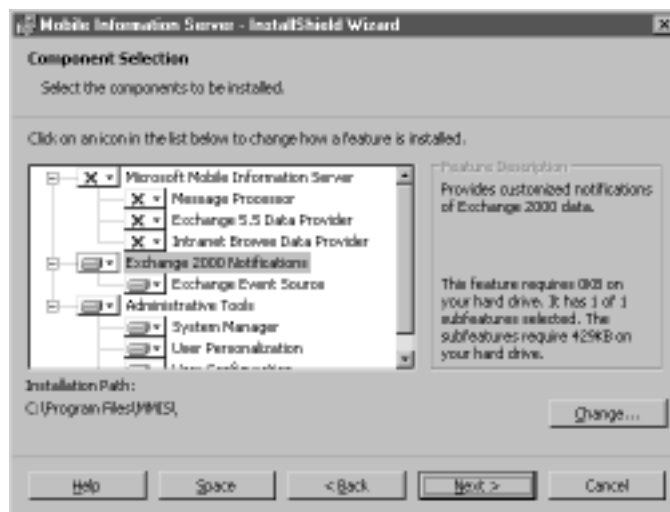 Mobile Information Server - InstallShield Wizard
Component Selection
Select the components to be installed.
Click on an icon in the list below to change how a feature is installed.
Microsoft Mobile Information Server
Message Processor
Exchange 5.5 Data Provider
Intranet Browse Data Provider
Exchange 2000 Notifications
Exchange Event Source
Administrative Tools
System Manager
User Personalization
User Configuration
Feature Description
Provides customized notifications
of Exchange 2000 data.
This feature requires 0KB on
your hard drive. It has 1 of 1
subfeatures selected. The
subfeatures require 429KB on
your hard drive.
Installation Path:
C:\Program Files\MMIS\
Change...
Help
Space
< Back
Next >
Cancel